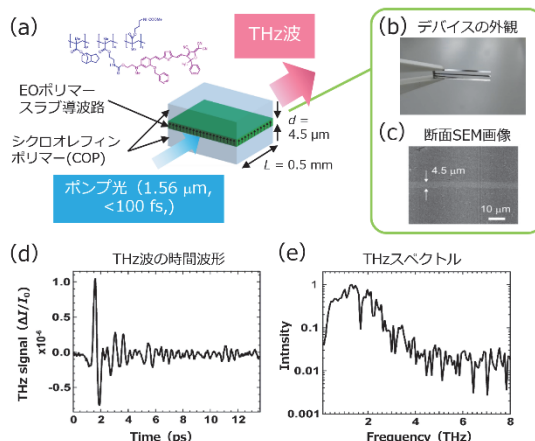 (a)
THz波
EOポリマー
スラブ導波路
シクロオレフィン
ポリマー(COP)
d =
4.5 μm
L = 0.5 mm
ポンプ光（1.56 μm,
<100 fs,)
(b)
デバイスの外観
(c)
断面SEM画像
4.5 μm
10 μm
(d)
THz波の時間波形
THz signal (ΔI/I₀)
x10⁻⁶
1.0
0.5
0.0
-0.5
0 2 4 6 8 10 12
Time (ps)
(e)
THzスペクトル
Intnsity
1
0.1
0.01
0.001
0 2 4 6 8
Frequency (THz)